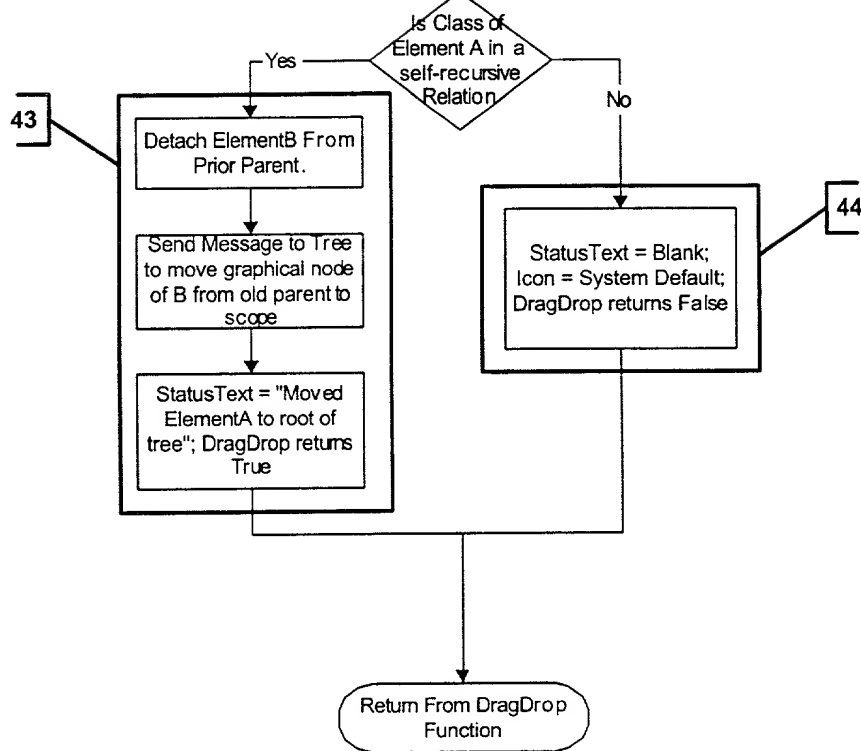 Is Class of
Element A in a
self-recursive
Relation
Yes
No
43
Detach ElementB From
Prior Parent.
Send Message to Tree
to move graphical node
of B from old parent to
scope
StatusText = "Moved
ElementA to root of
tree"; DragDrop returns
True
44
StatusText = Blank;
Icon = System Default;
DragDrop returns False
Return From DragDrop
Function